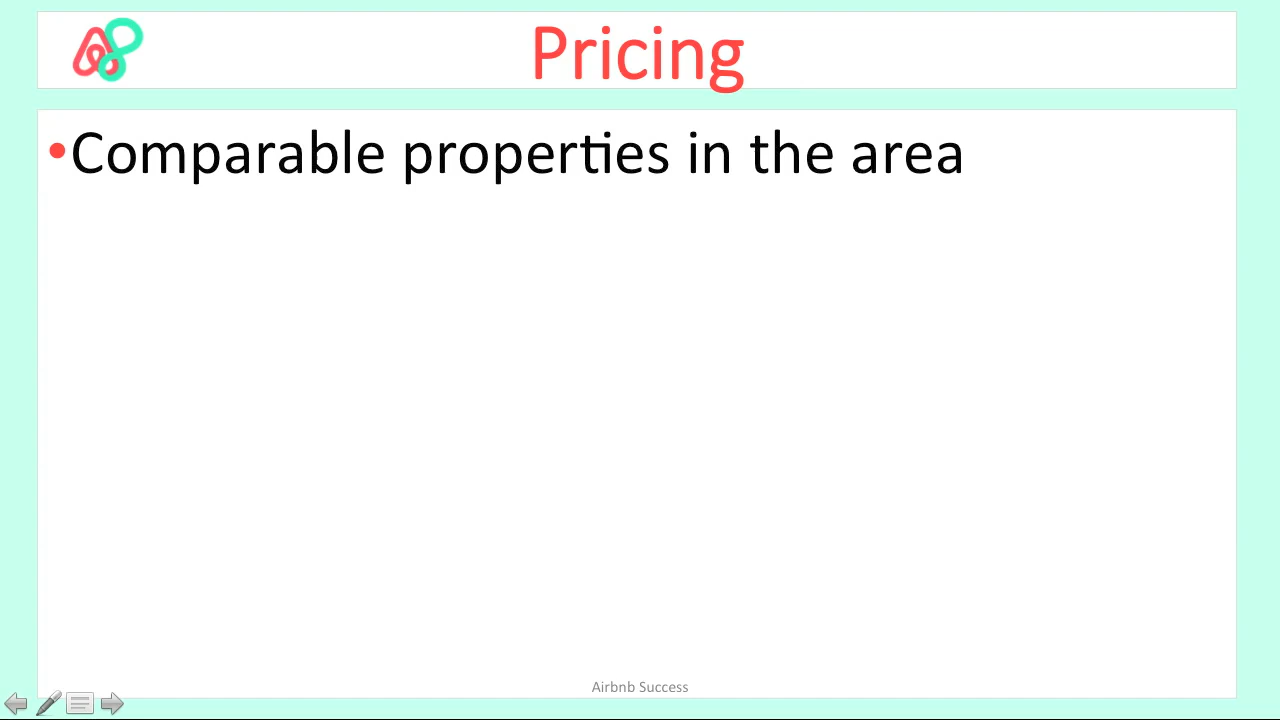 Pricing
•Comparable properties in the area
Airbnb Success